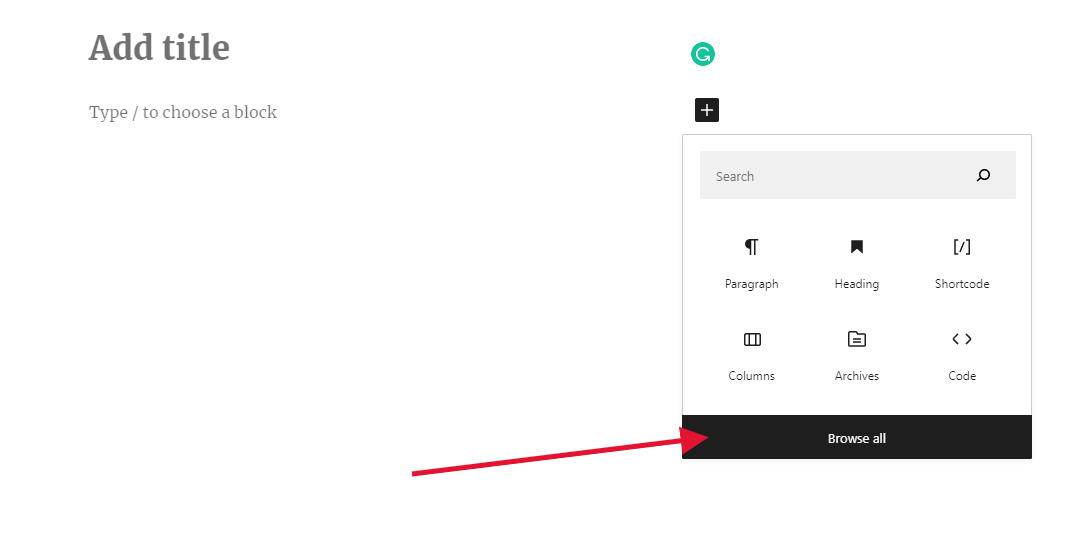 Add title
Type / to choose a block
Search
Paragraph
Heading
Shortcode
Columns
Archives
Code
Browse all